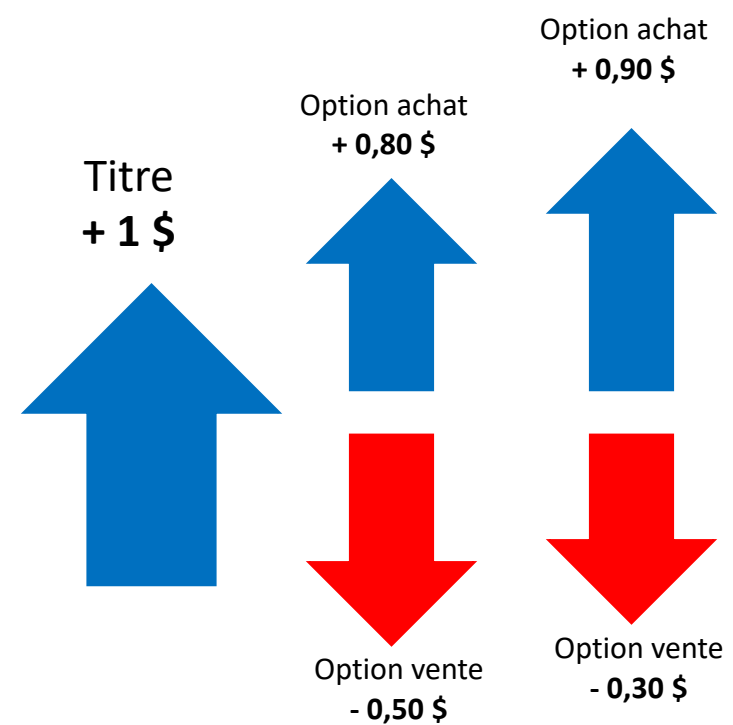 Titre
+ 1 $
Option achat
+ 0,80 $
Option achat
+ 0,90 $
Option vente
- 0,50 $
Option vente
- 0,30 $